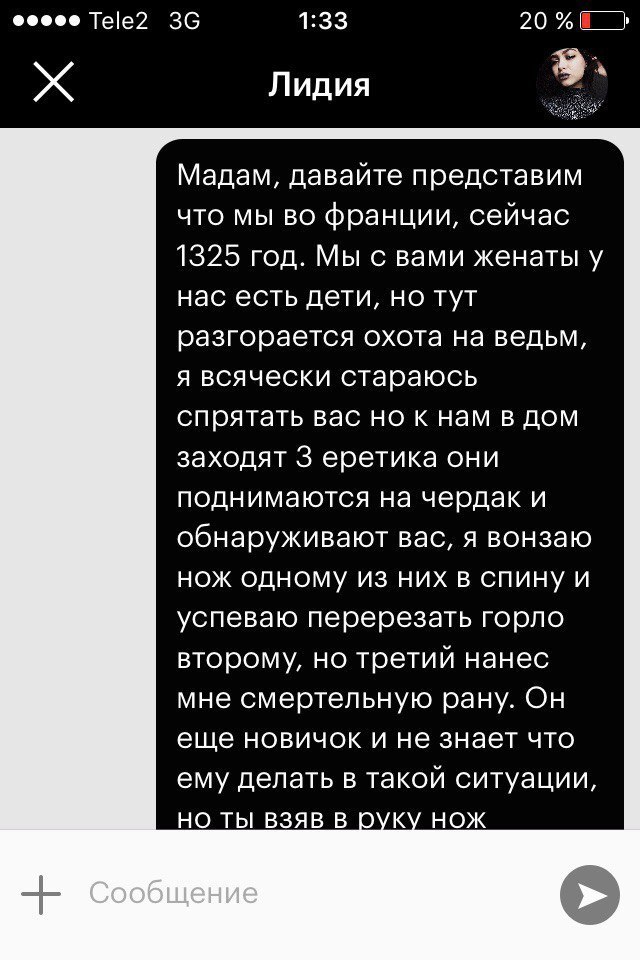 Tele2 3G 1:33 20 %
Лидия
Мадам, давайте представим
что мы во франции, сейчас
1325 год. Мы с вами женаты у
нас есть дети, но тут
разгорается охота на ведьм,
я всячески стараюсь
спрятать вас но к нам в дом
заходят 3 еретика они
поднимаются на чердак и
обнаруживают вас, я вонзаю
нож одному из них в спину и
успеваю перерезать горло
второму, но третий нанес
мне смертельную рану. Он
еще новичок и не знает что
ему делать в такой ситуации,
но ты взяв в руку нож
Сообщение